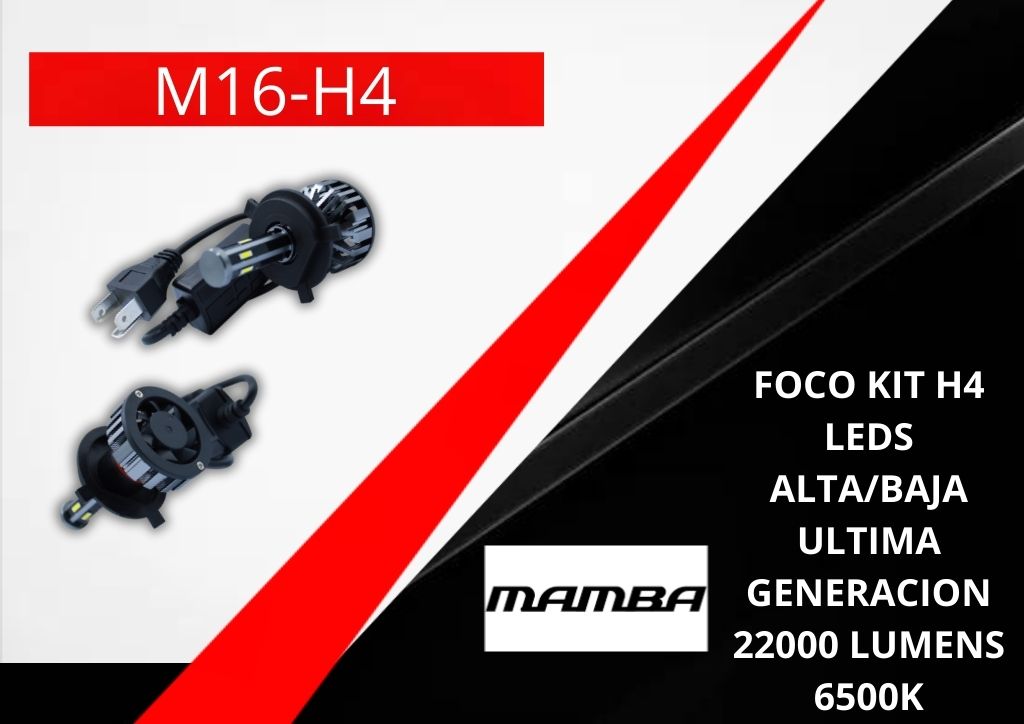 M16-H4
FOCO KIT H4
LEDS
ALTA/BAJA
ULTIMA
GENERACION
22000 LUMENS
6500K
MAMBA